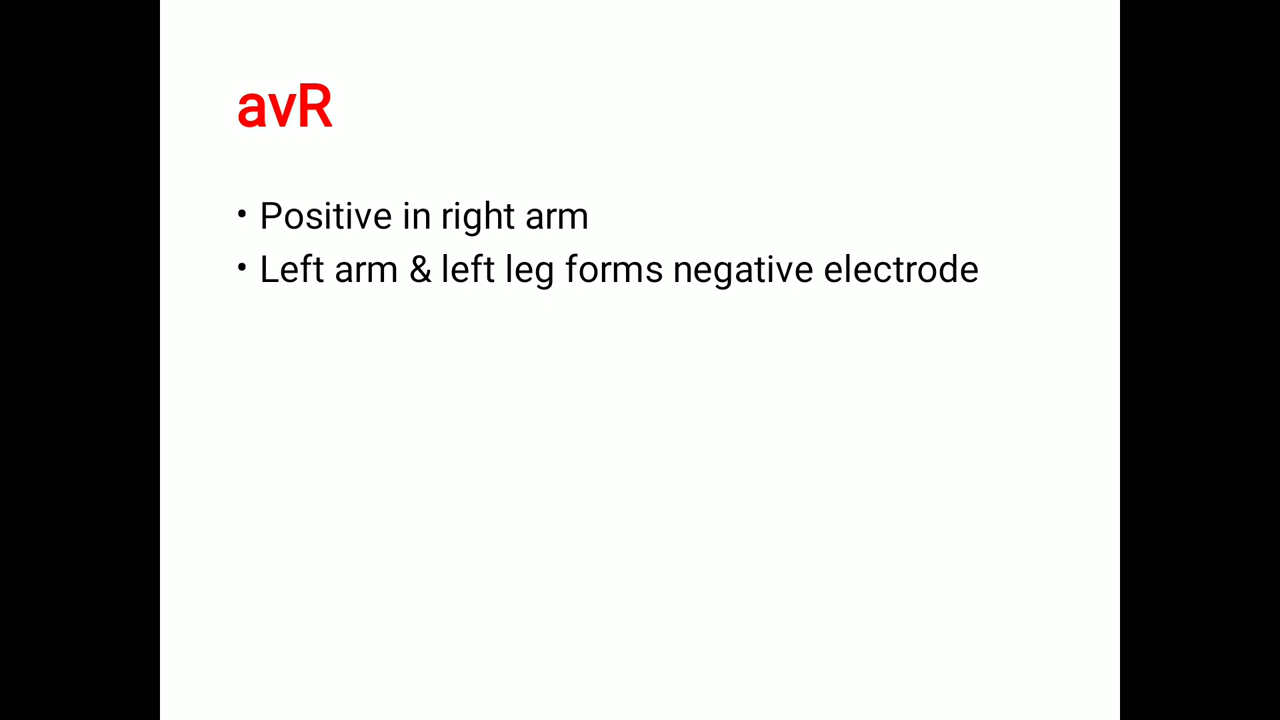 avR
• Positive in right arm
• Left arm & left leg forms negative electrode